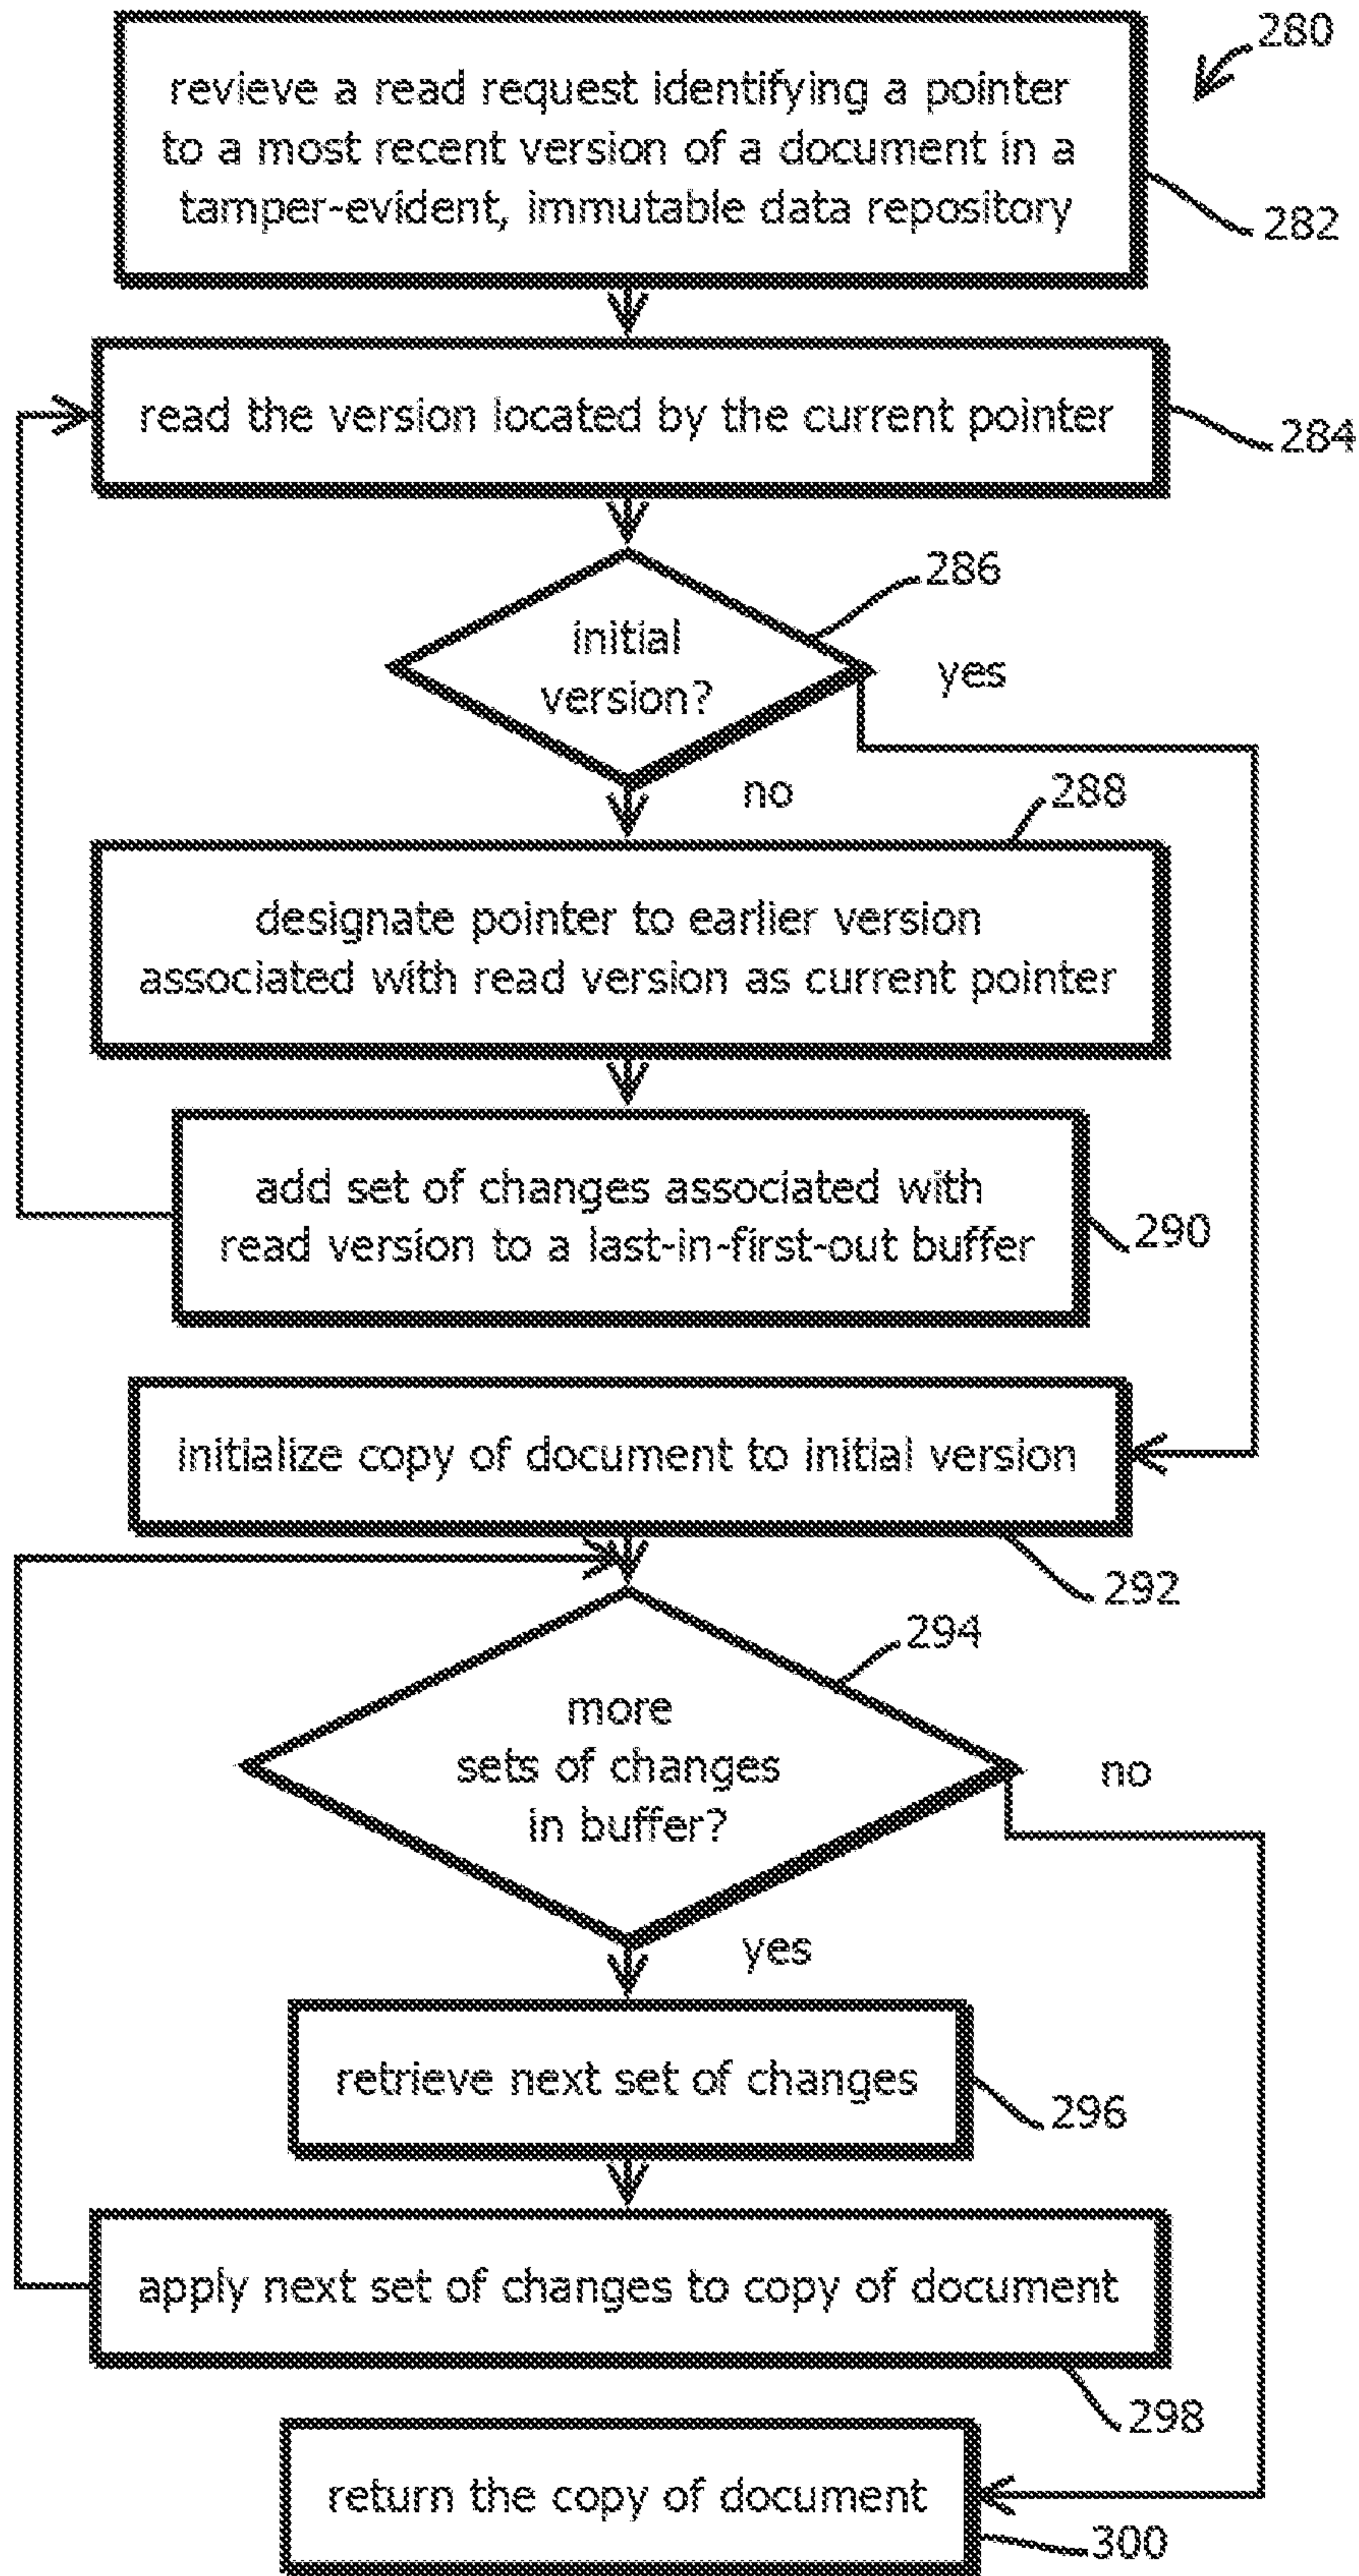 280
revieve a read request identifying a pointer
to a most recent version of a document in a
tamper-evident, immutable data repository
282
read the version located by the current pointer
284
286
initial
version?
yes
no
288
designate pointer to earlier version
associated with read version as current pointer
add set of changes associated with
read version to a last-in-first-out buffer
290
initialize copy of document to initial version
292
294
more
sets of changes
in buffer?
no
yes
retrieve next set of changes
296
apply next set of changes to copy of document
298
return the copy of document
300